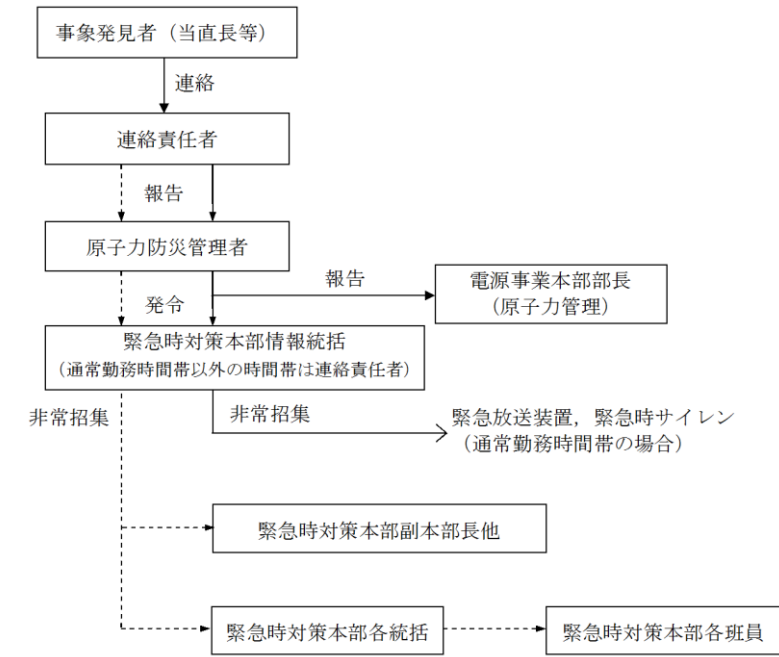 事象発見者（当直長等）
連絡
連絡責任者
報告
原子力防災管理者
報告
電源事業本部部長
（原子力管理）
発令
緊急時対策本部情報統括
（通常勤務時間帯以外の時間帯は連絡責任者）
非常招集
非常招集
緊急放送装置，緊急時サイレン
（通常勤務時間帯の場合）
緊急時対策本部副本部長他
緊急時対策本部各統括
緊急時対策本部各班員